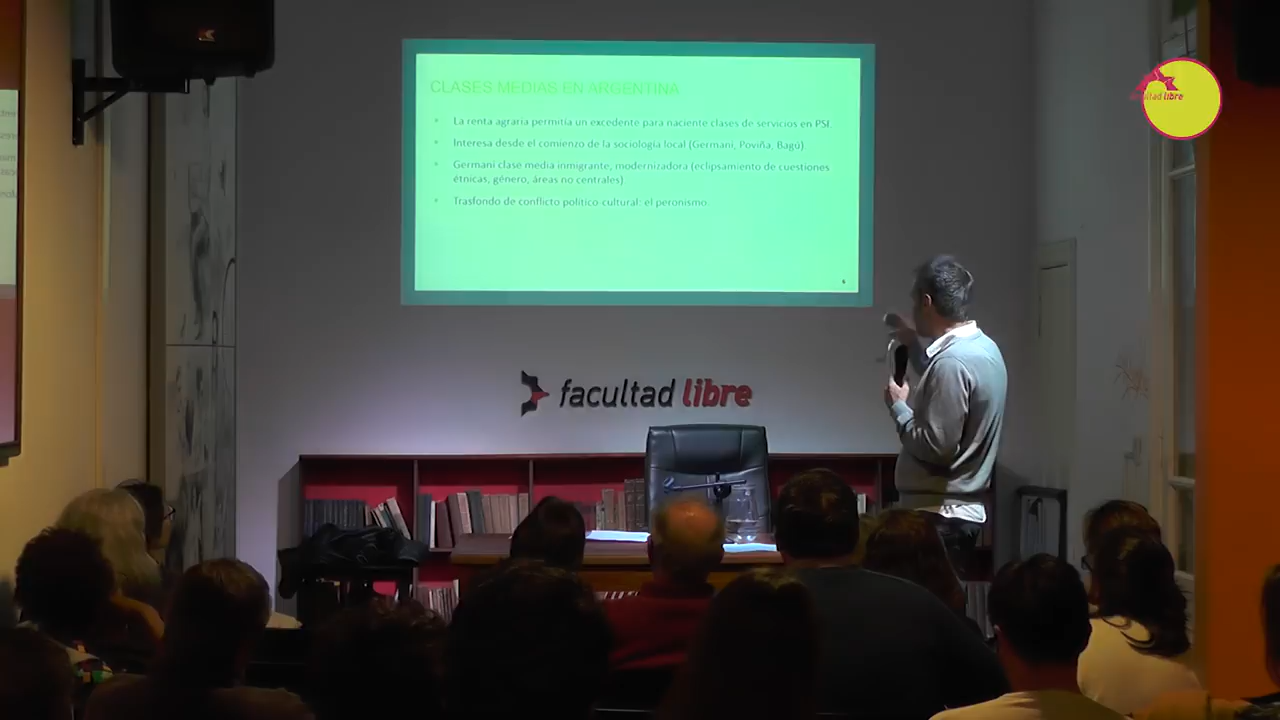 CLASES MEDIAS EN ARGENTINA
La renta agraria permitía un excedente para naciente clases de servicios en PSI.
Interesa desde el comienzo de la sociología local (Germani, Poviña, Bagú).
Germani clase media inmigrante, modernizadora (eclipsamiento de cuestiones
étnicas, género, áreas no centrales).
Trasfondo de conflicto político cultural: el peronismo.
6
facultad libre
facultad libre